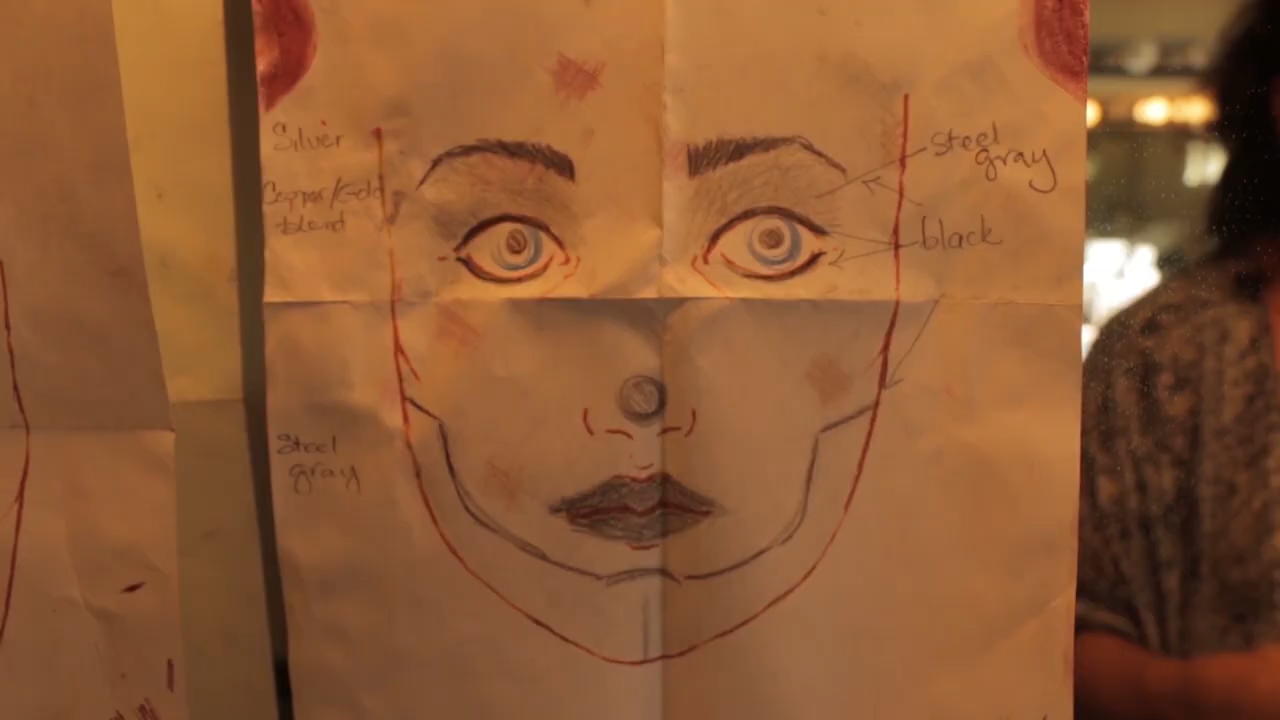 Silver
Copper/Gold
blend
Steel
gray
steel
gray
black